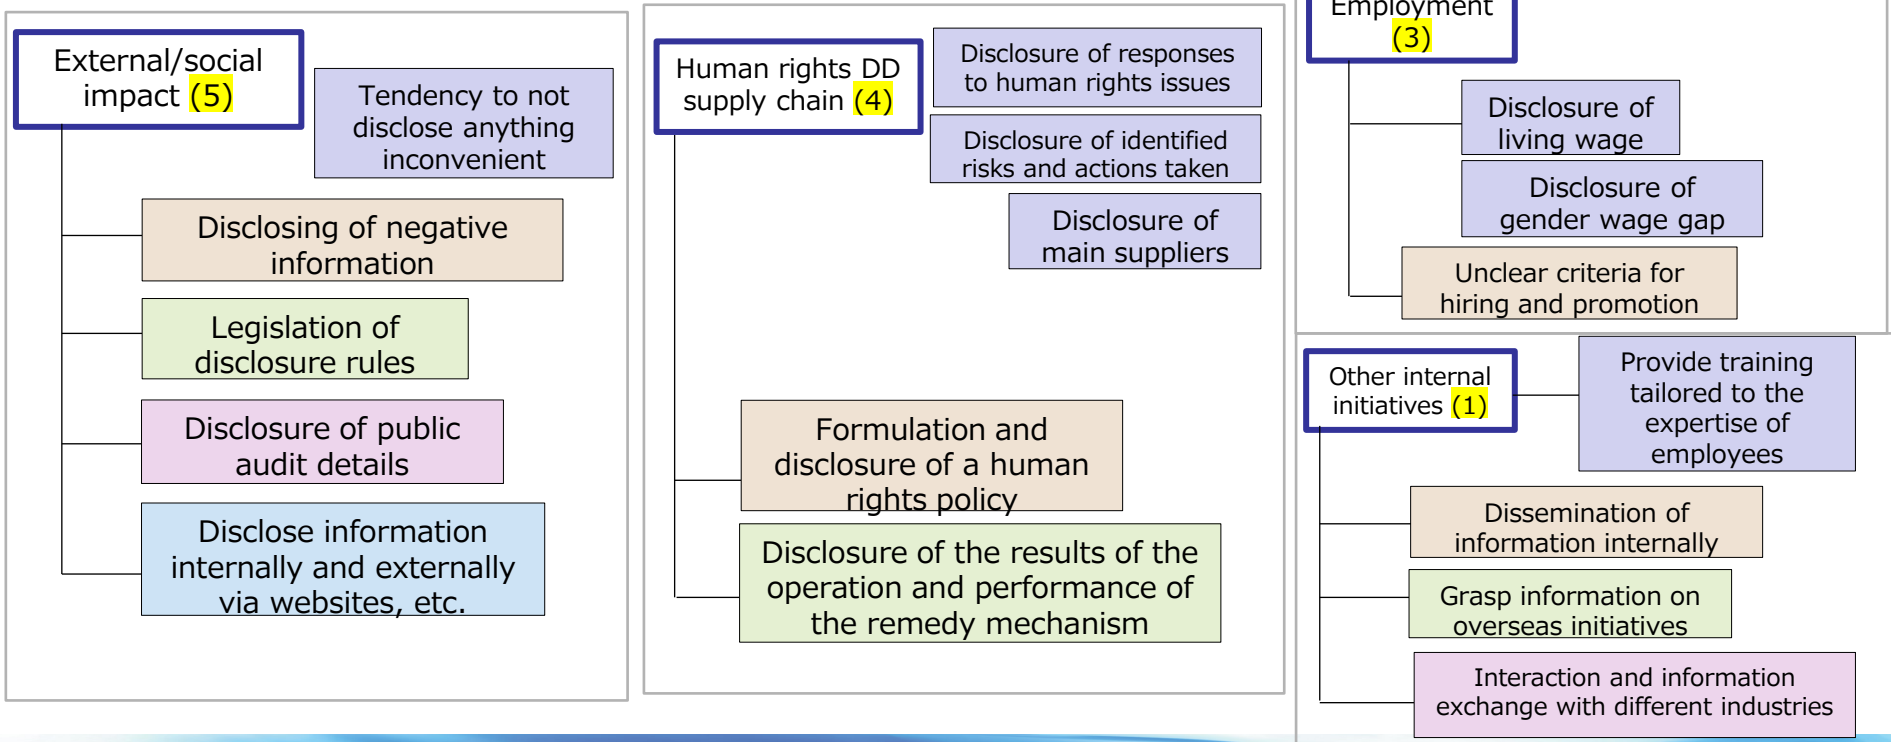 External/social
impact (5)
Tendency to not
disclose anything
inconvenient
Disclosing of negative
information
Legislation of
disclosure rules
Disclosure of public
audit details
Disclose information
internally and externally
via websites, etc.
Human rights DD
supply chain (4)
Disclosure of responses
to human rights issues
Disclosure of identified
risks and actions taken
Disclosure of
main suppliers
Formulation and
disclosure of a human
rights policy
Disclosure of the results of the
operation and performance of
the remedy mechanism
Employment
(3)
Disclosure of
living wage
Disclosure of
gender wage gap
Unclear criteria for
hiring and promotion
Other internal
initiatives (1)
Provide training
tailored to the
expertise of
employees
Dissemination of
information internally
Grasp information on
overseas initiatives
Interaction and information
exchange with different industries